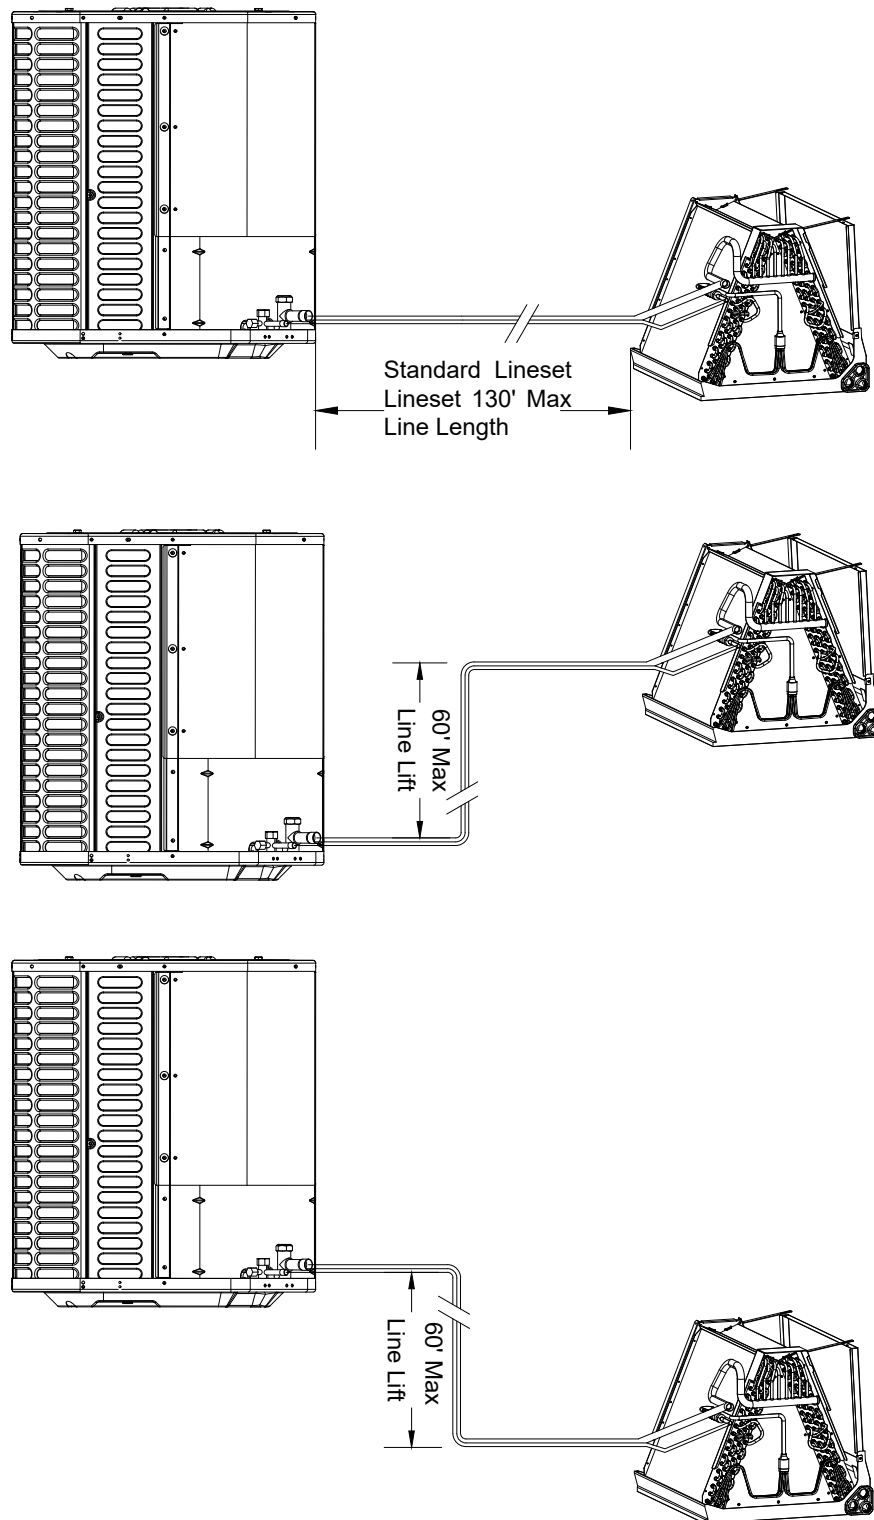 Standard Lineset
Lineset 130' Max
Line Length
60' Max
Line Lift
60' Max
Line Lift